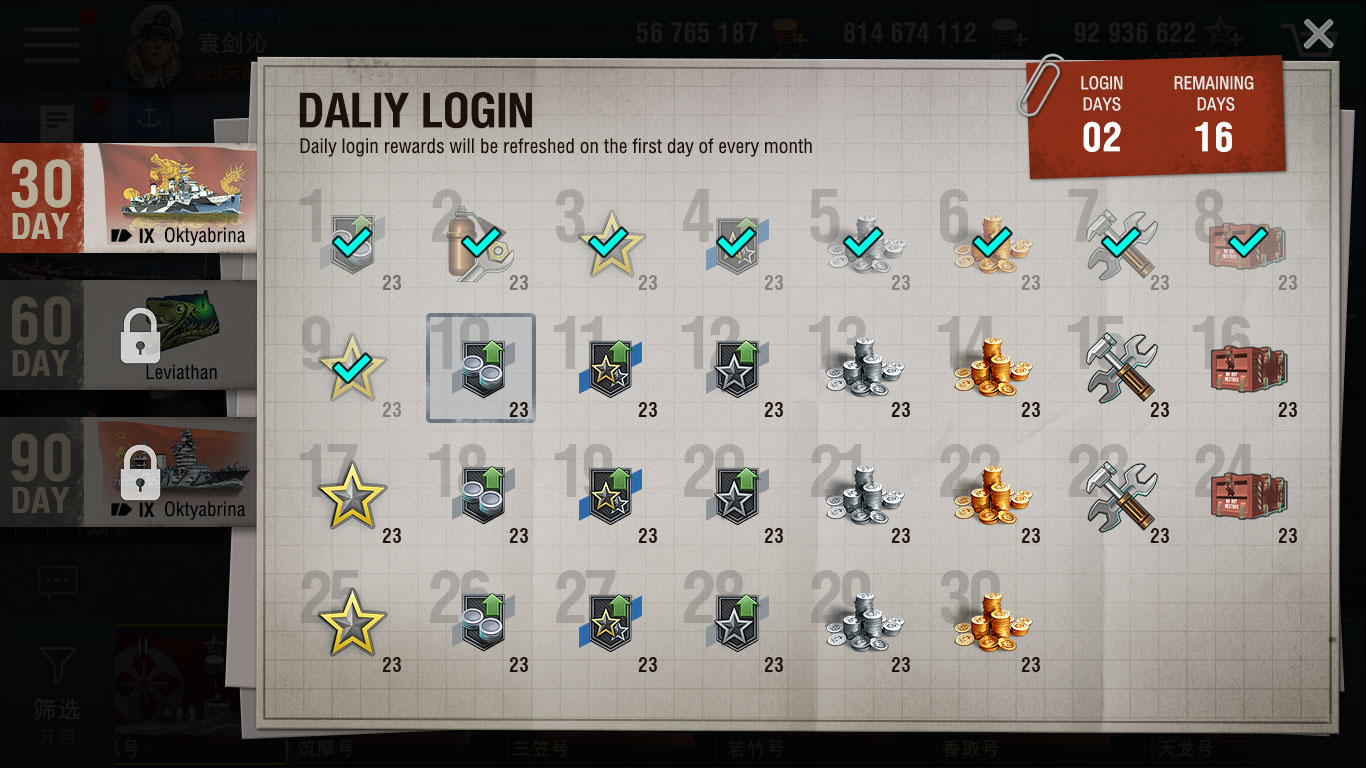 王牌指挥官
袁剑沁
56 765 187
814 674 112
92 936 622
DALIY LOGIN
Daily login rewards will be refreshed on the first day of every month
LOGIN DAYS
02
REMAINING DAYS
16
30 DAY
IX Oktyabrina
60 DAY
Leviathan
90 DAY
IX Oktyabrina
1 2 3 4 5 6 7 8
23 23 23 23 23 23 23 23
9 10 11 12 13 14 15 16
23 23 23 23 23 23 23 23
17 18 19 20 21 22 23 24
23 23 23 23 23 23 23 23
25 26 27 28 29 30
23 23 23 23 23 23
筛选
开启
筑摩号
三笠号
若竹号
香取号
天龙号